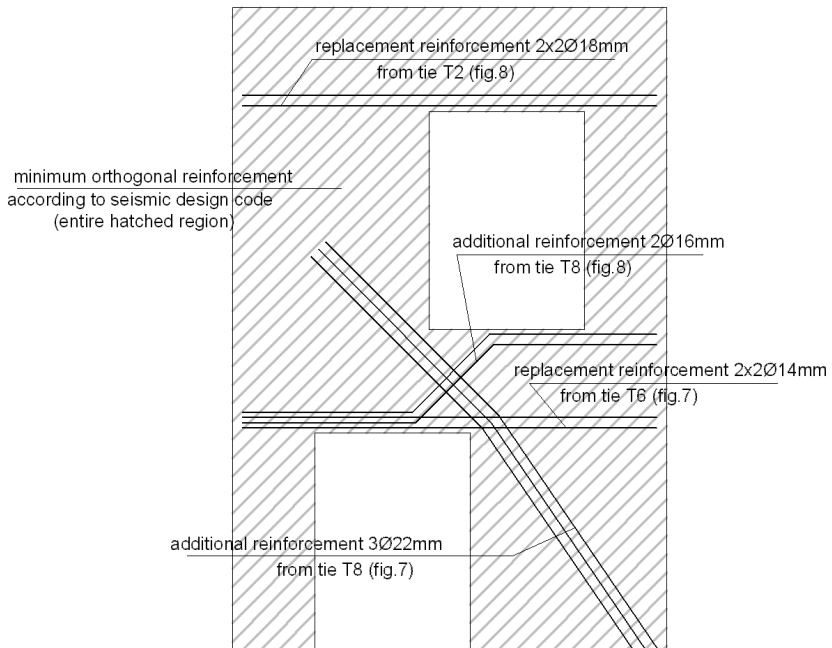 replacement reinforcement 2x2Ø18mm
from tie T2 (fig.8)
minimum orthogonal reinforcement
according to seismic design code
(entire hatched region)
additional reinforcement 2Ø16mm
from tie T8 (fig.8)
replacement reinforcement 2x2Ø14mm
from tie T6 (fig.7)
additional reinforcement 3Ø22mm
from tie T8 (fig.7)